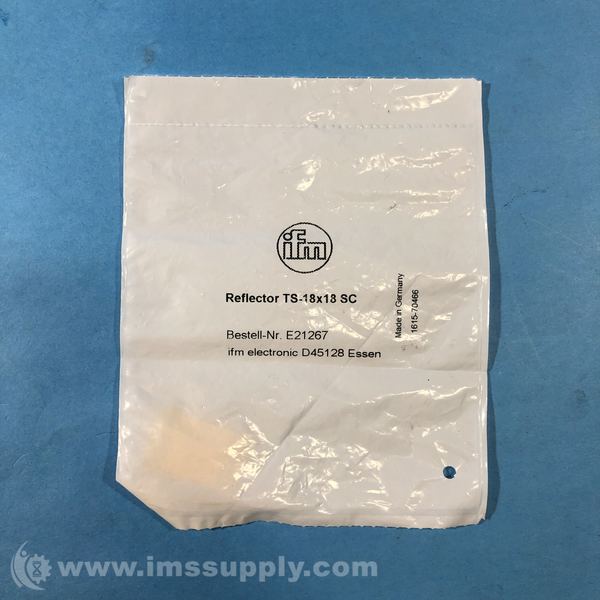 ifm
Reflector TS-18x18 SC
Bestell-Nr. E21267
ifm electronic D45128 Essen
Made in Germany
1615-70466
www.imssupply.com